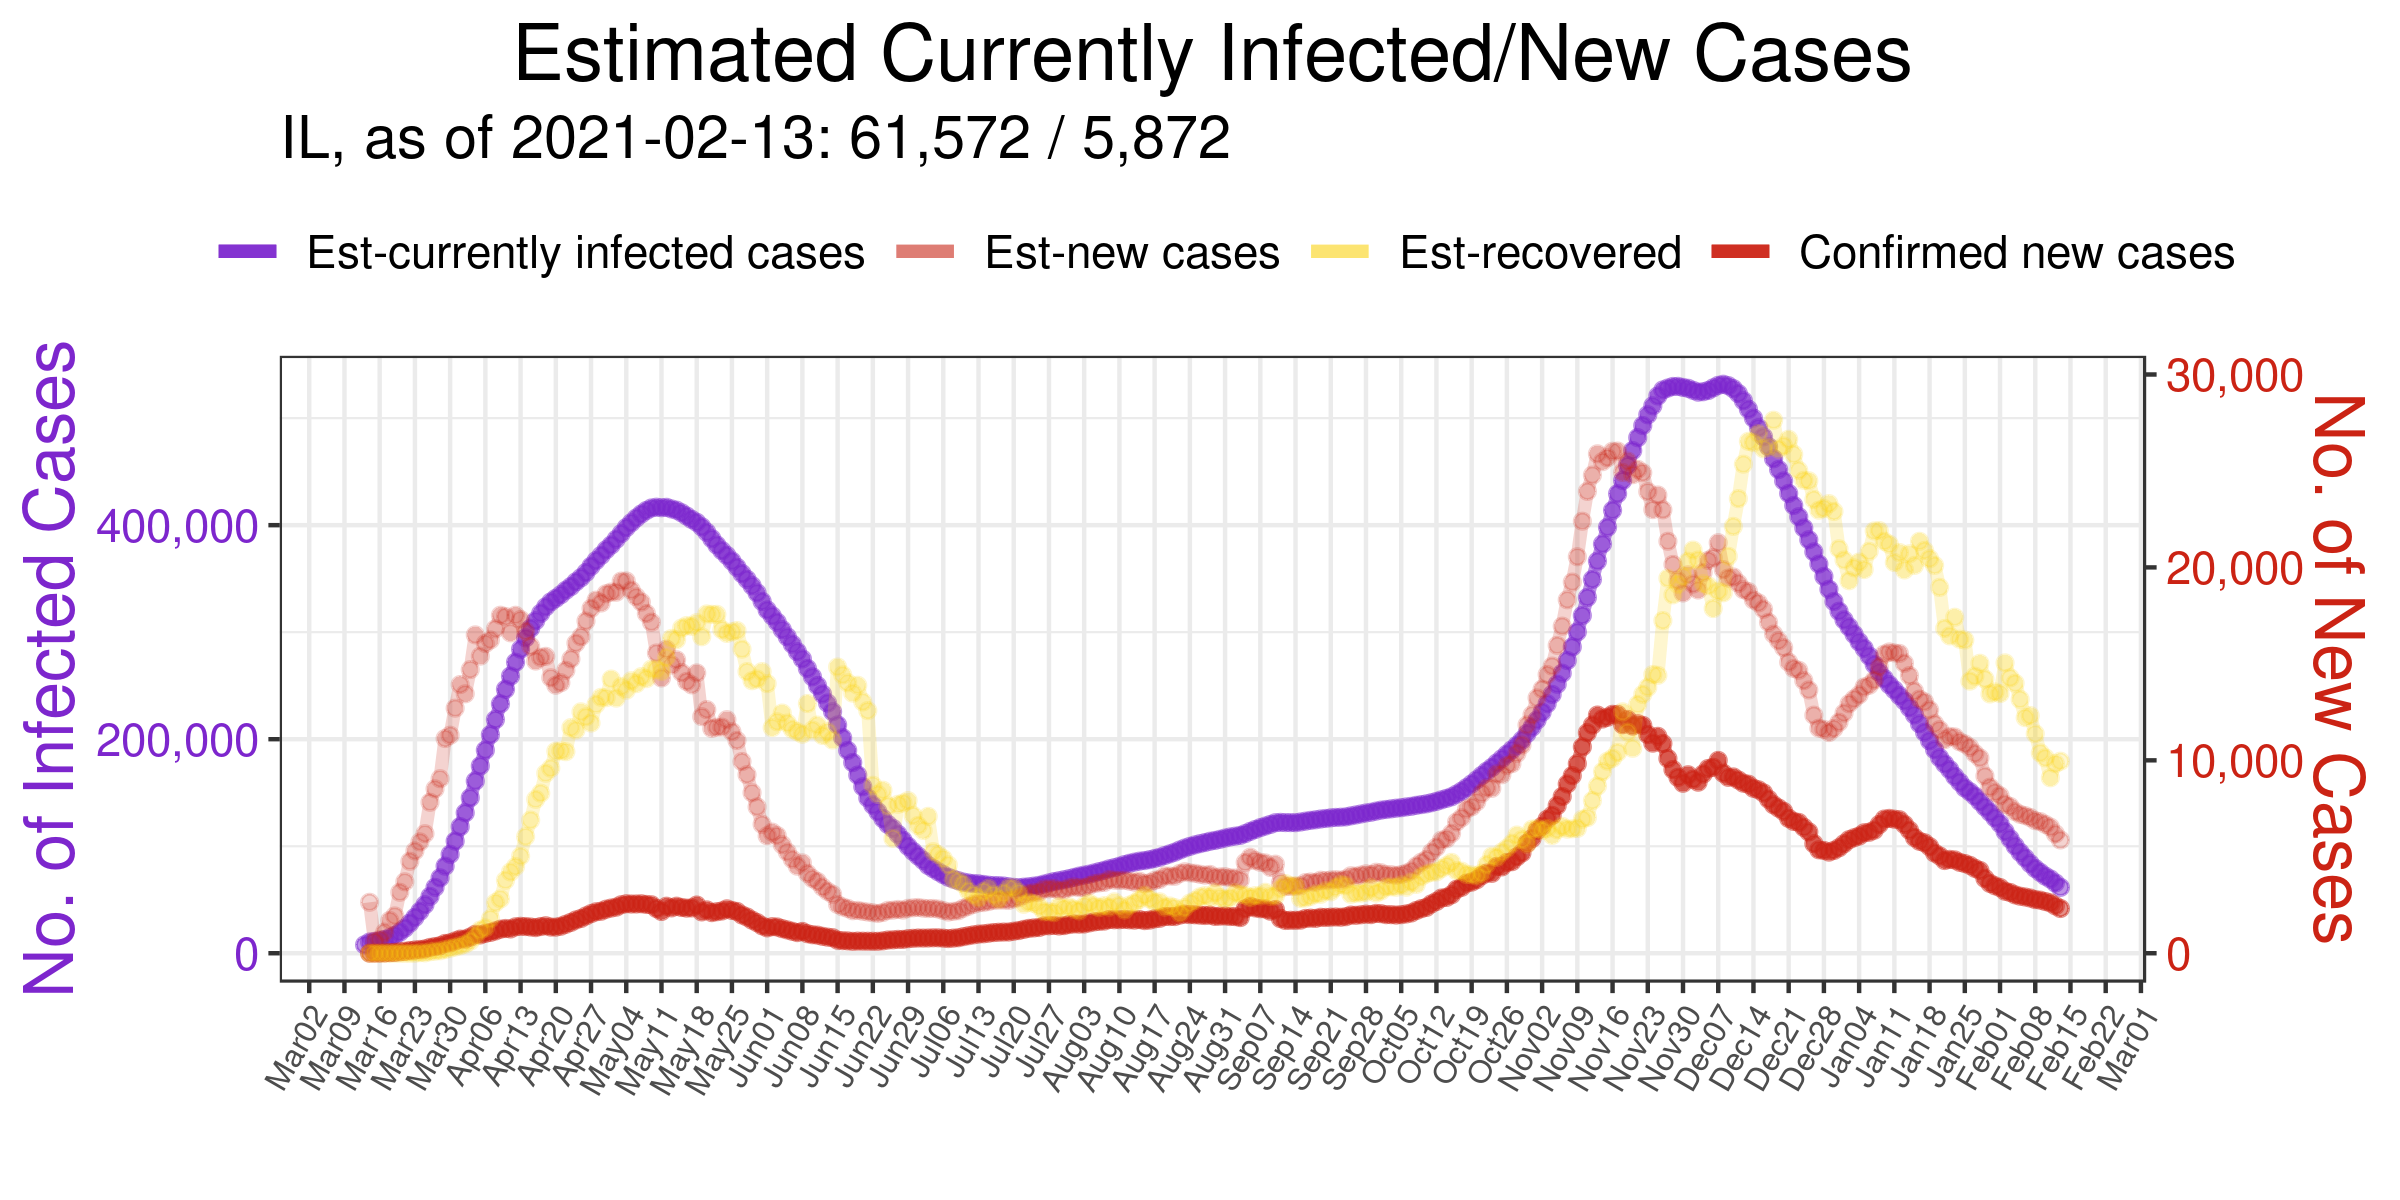 Estimated Currently Infected/New Cases
IL, as of 2021-02-13: 61,572 / 5,872
Est-currently infected cases Est-new cases Est-recovered Confirmed new cases
No. of Infected Cases
400,000
200,000
0
30,000
20,000
10,000
0
No. of New Cases
Mar02 Mar09 Mar16 Mar23 Mar30 Apr06 Apr13 Apr20 Apr27 May04 May11 May18 May25 Jun01 Jun08 Jun15 Jun22 Jun29 Jul06 Jul13 Jul20 Jul27 Aug03 Aug10 Aug17 Aug24 Aug31 Sep07 Sep14 Sep21 Sep28 Oct05 Oct12 Oct19 Oct26 Nov02 Nov09 Nov16 Nov23 Nov30 Dec07 Dec14 Dec21 Dec28 Jan04 Jan11 Jan18 Jan25 Feb01 Feb08 Feb15 Feb22 Mar01